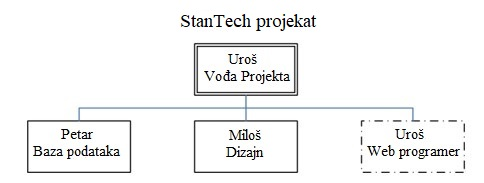 StanTech projekat
Uroš
Vođa Projekta
Petar
Baza podataka
Miloš
Dizajn
Uroš
Web programer